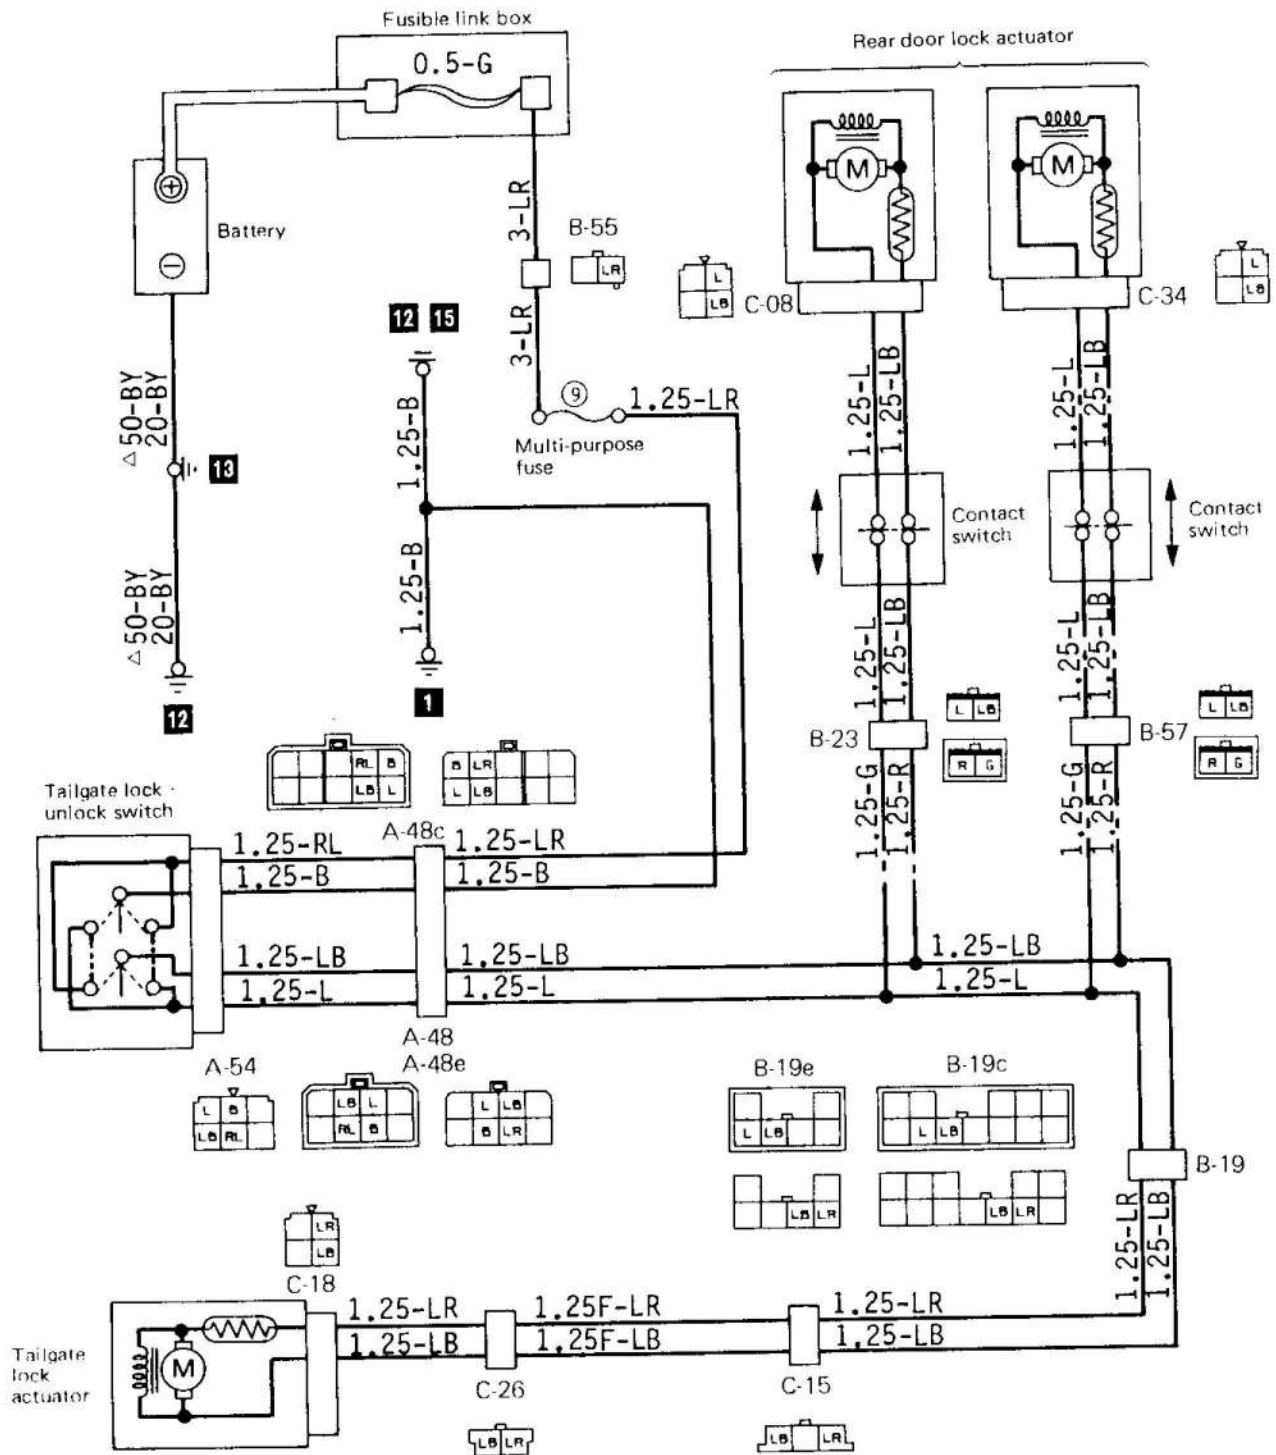 Fusible link box
0.5-G
Rear door lock actuator
M
M
Battery
3-LR
B-55
LR
L
LB
C-08
C-34
L
LB
12 15
3-LR
9
1.25-LR
Multi-purpose
fuse
△50-BY
20-BY
13
1.25-B
1.25-L
1.25-LB
1.25-L
1.25-LB
Contact
switch
Contact
switch
△50-BY
20-BY
12
1.25-B
1
1.25-L
1.25-LB
1.25-L
1.25-LB
B-23
L LB
R G
B-57
L LB
R G
RL B
LB L
B LR
L LB
1.25-G
1.25-R
1.25-G
1.25-R
Tailgate lock -
unlock switch
A-48c
1.25-RL
1.25-LR
1.25-B
1.25-B
1.25-LB
1.25-LB
1.25-LB
1.25-L
1.25-L
1.25-L
A-48
A-54
A-48e
B-19e
B-19c
L B
LB RL
LB L
RL B
L LB
B LR
L LB
L LB
B-19
LB LR
LB LR
LR
LB
C-18
1.25-LR
1.25-LB
1.25-LR
1.25F-LR
1.25-LR
1.25-LB
1.25F-LB
1.25-LB
Tailgate
lock
actuator
M
C-26
C-15
LB LR
LB LR